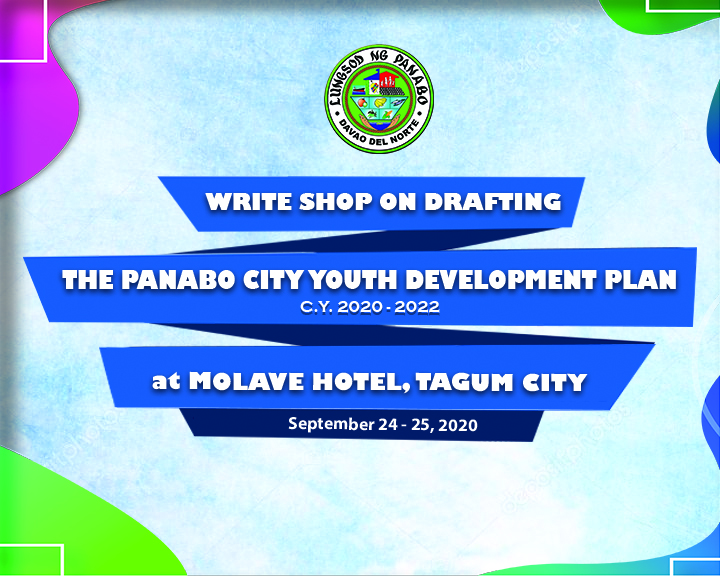 LUNGSOD NG PANABO
• DAVAO DEL NORTE •
WRITE SHOP ON DRAFTING
THE PANABO CITY YOUTH DEVELOPMENT PLAN
C.Y. 2020 - 2022
at MOLAVE HOTEL, TAGUM CITY
September 24 - 25, 2020